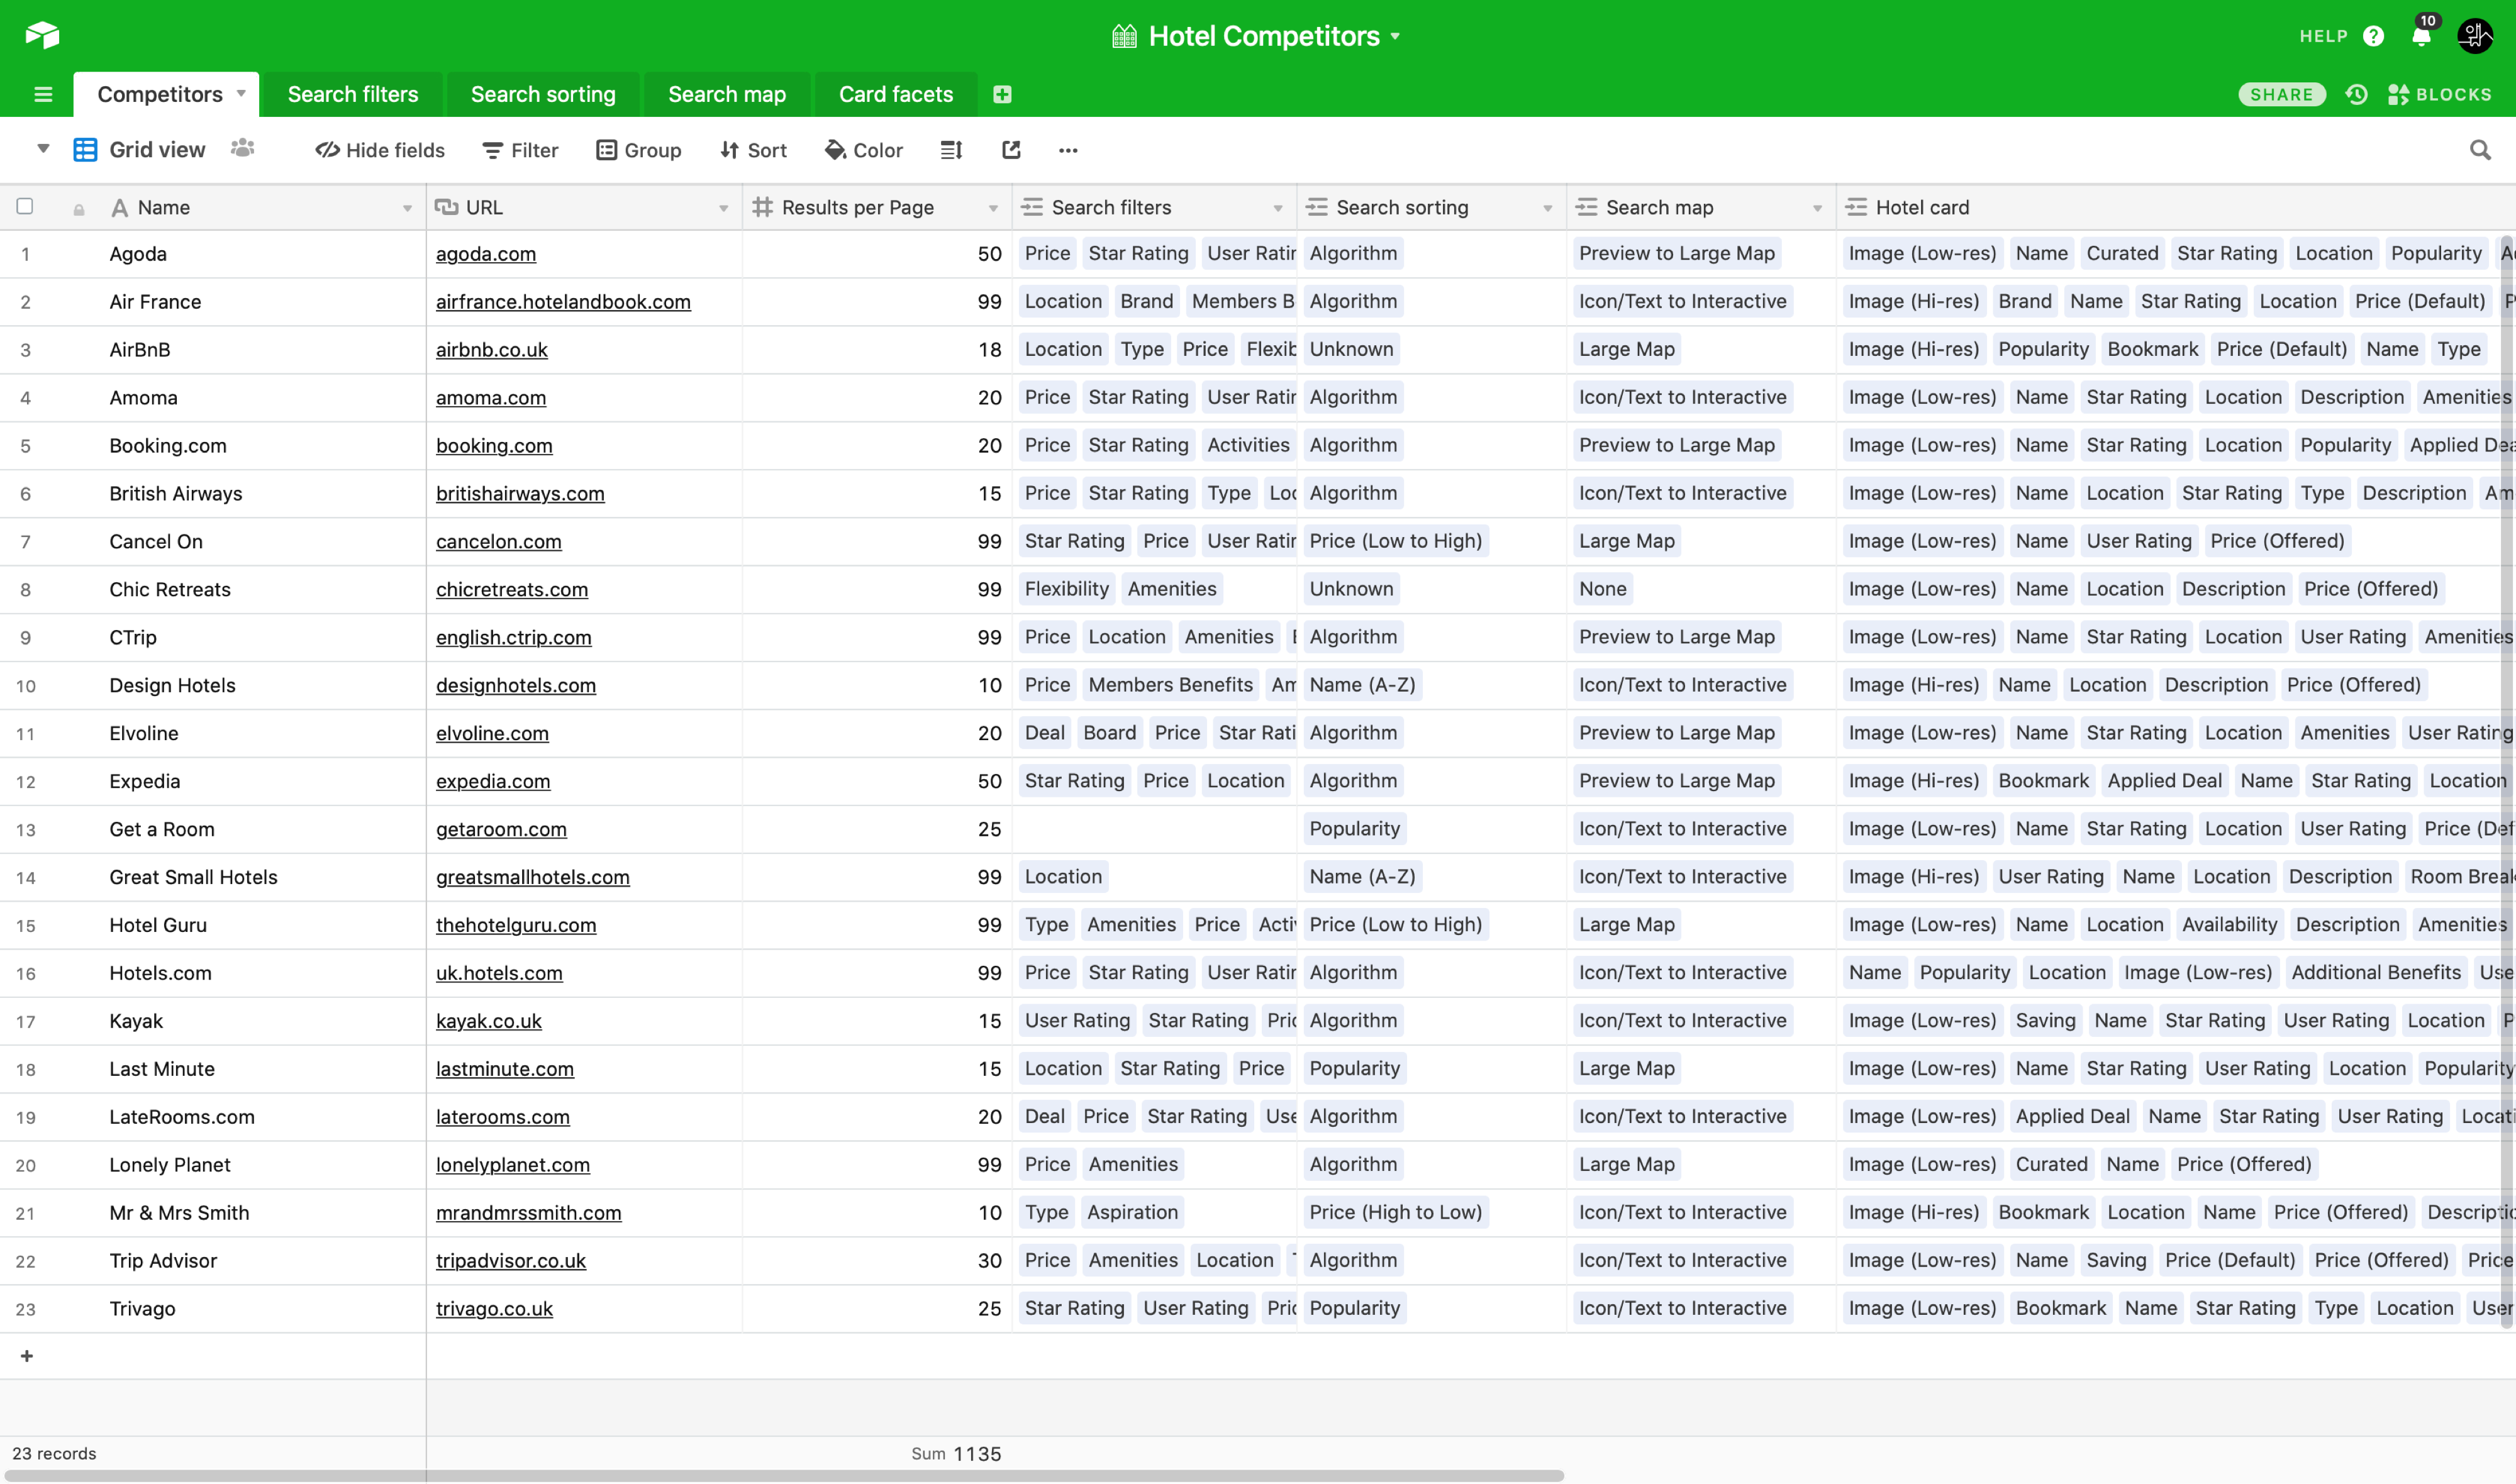 Hotel Competitors
HELP 10
Competitors Search filters Search sorting Search map Card facets SHARE BLOCKS
Grid view Hide fields Filter Group Sort Color
Name URL Results per Page Search filters Search sorting Search map Hotel card
1 Agoda agoda.com 50 Price Star Rating User Ratin Algorithm Preview to Large Map Image (Low-res) Name Curated Star Rating Location Popularity
2 Air France airfrance.hotelandbook.com 99 Location Brand Members B Algorithm Icon/Text to Interactive Image (Hi-res) Brand Name Star Rating Location Price (Default)
3 AirBnB airbnb.co.uk 18 Location Type Price Flexib Unknown Large Map Image (Hi-res) Popularity Bookmark Price (Default) Name Type
4 Amoma amoma.com 20 Price Star Rating User Ratin Algorithm Icon/Text to Interactive Image (Low-res) Name Star Rating Location Description Amenities
5 Booking.com booking.com 20 Price Star Rating Activities Algorithm Preview to Large Map Image (Low-res) Name Star Rating Location Popularity Applied Dea
6 British Airways britishairways.com 15 Price Star Rating Type Loc Algorithm Icon/Text to Interactive Image (Low-res) Name Location Star Rating Type Description Am
7 Cancel On cancelon.com 99 Star Rating Price User Ratin Price (Low to High) Large Map Image (Low-res) Name User Rating Price (Offered)
8 Chic Retreats chicretreats.com 99 Flexibility Amenities Unknown None Image (Low-res) Name Location Description Price (Offered)
9 CTrip english.ctrip.com 99 Price Location Amenities Algorithm Preview to Large Map Image (Low-res) Name Star Rating Location User Rating Amenities
10 Design Hotels designhotels.com 10 Price Members Benefits Am Name (A-Z) Icon/Text to Interactive Image (Hi-res) Name Location Description Price (Offered)
11 Elvoline elvoline.com 20 Deal Board Price Star Rati Algorithm Preview to Large Map Image (Low-res) Name Star Rating Location Amenities User Rating
12 Expedia expedia.com 50 Star Rating Price Location Algorithm Preview to Large Map Image (Hi-res) Bookmark Applied Deal Name Star Rating Location
13 Get a Room getaroom.com 25 Popularity Icon/Text to Interactive Image (Low-res) Name Star Rating Location User Rating Price (Def
14 Great Small Hotels greatsmallhotels.com 99 Location Name (A-Z) Icon/Text to Interactive Image (Hi-res) User Rating Name Location Description Room Break
15 Hotel Guru thehotelguru.com 99 Type Amenities Price Activ Price (Low to High) Large Map Image (Low-res) Name Location Availability Description Amenities
16 Hotels.com uk.hotels.com 99 Price Star Rating User Ratin Algorithm Icon/Text to Interactive Name Popularity Location Image (Low-res) Additional Benefits Use
17 Kayak kayak.co.uk 15 User Rating Star Rating Pric Algorithm Icon/Text to Interactive Image (Low-res) Saving Name Star Rating User Rating Location
18 Last Minute lastminute.com 15 Location Star Rating Price Popularity Large Map Image (Low-res) Name Star Rating User Rating Location Popularity
19 LateRooms.com laterooms.com 20 Deal Price Star Rating Use Algorithm Icon/Text to Interactive Image (Low-res) Applied Deal Name Star Rating User Rating Locati
20 Lonely Planet lonelyplanet.com 99 Price Amenities Algorithm Large Map Image (Low-res) Curated Name Price (Offered)
21 Mr & Mrs Smith mrandmrssmith.com 10 Type Aspiration Price (High to Low) Icon/Text to Interactive Image (Hi-res) Bookmark Location Name Price (Offered) Descriptio
22 Trip Advisor tripadvisor.co.uk 30 Price Amenities Location Algorithm Icon/Text to Interactive Image (Low-res) Name Saving Price (Default) Price (Offered) Price
23 Trivago trivago.co.uk 25 Star Rating User Rating Pric Popularity Icon/Text to Interactive Image (Low-res) Bookmark Name Star Rating Type Location User
23 records Sum 1135